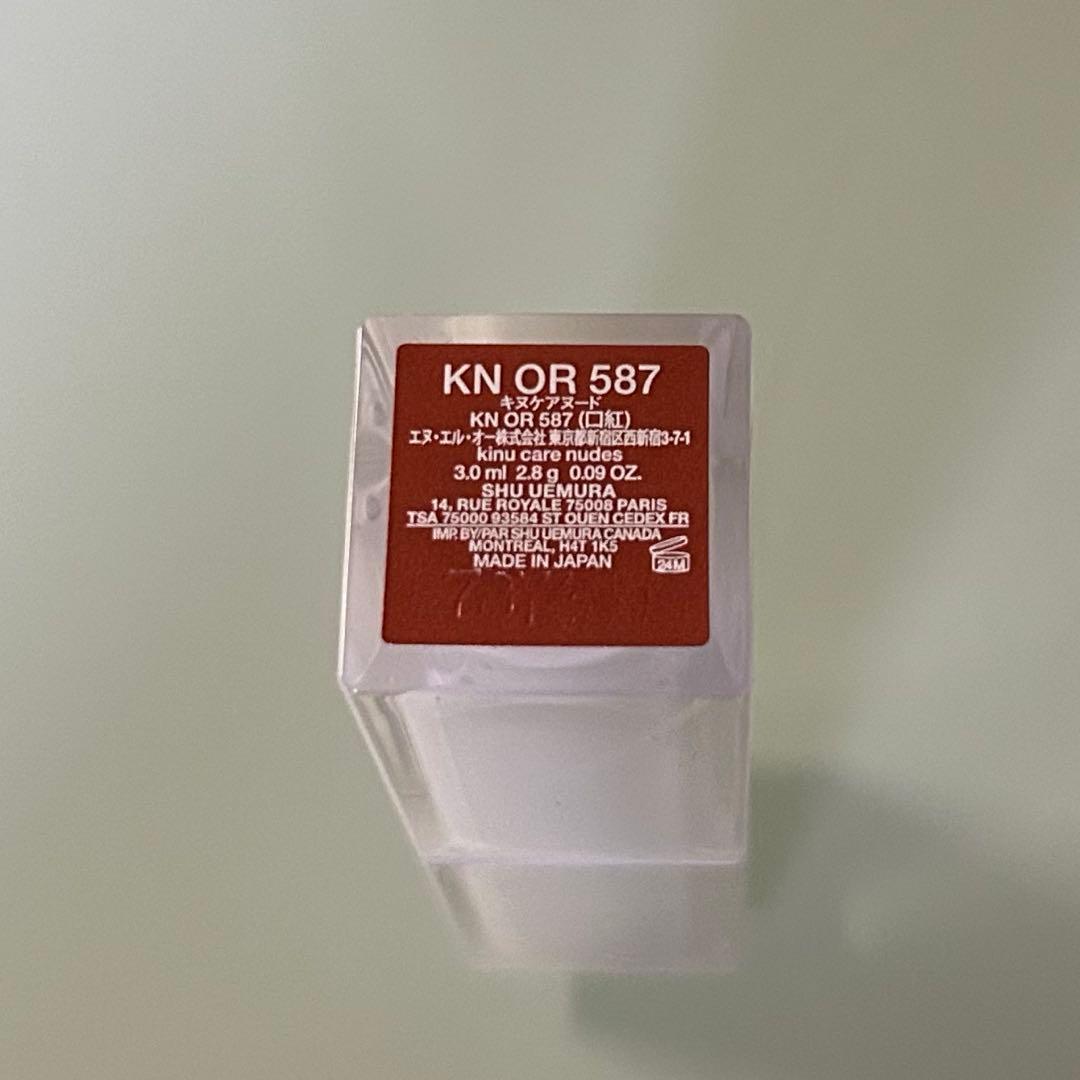 KN OR 587
キヌケアヌード
KN OR 587 (口紅)
エヌ・エル・オー株式会社 東京都新宿区西新宿3-7-1
kinu care nudes
3.0 ml 2.8 g 0.09 OZ.
SHU UEMURA
14, RUE ROYALE 75008 PARIS
TSA 75000 93584 ST OUEN CEDEX FR
IMP. BY/PAR SHU UEMURA CANADA
MONTREAL, H4T 1K5
MADE IN JAPAN
24M